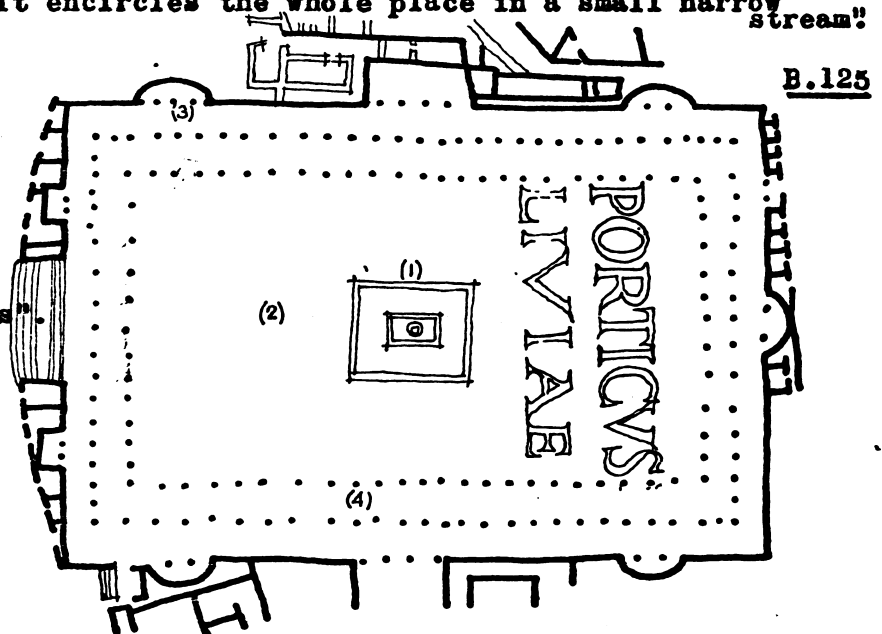 it encircles the whole place in a small narrow
stream".
B.125
(3)
(1)
(2)
(4)
PORTICVS
LIVIAE